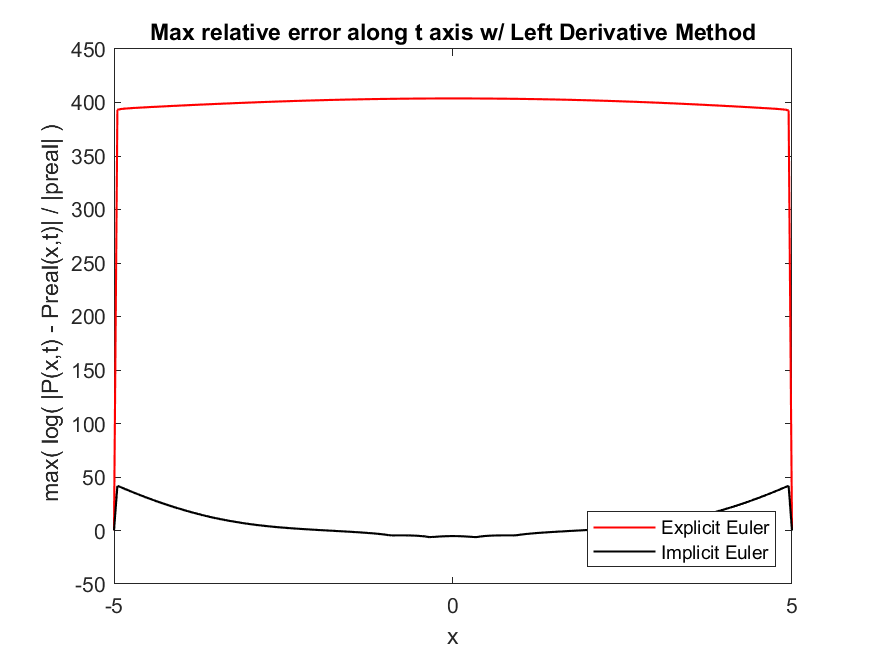 Max relative error along t axis w/ Left Derivative Method
max( log( |P(x,t) - Preal(x,t)| / |preal| )
450
400
350
300
250
200
150
100
50
0
-50
-5
0
5
x
Explicit Euler
Implicit Euler